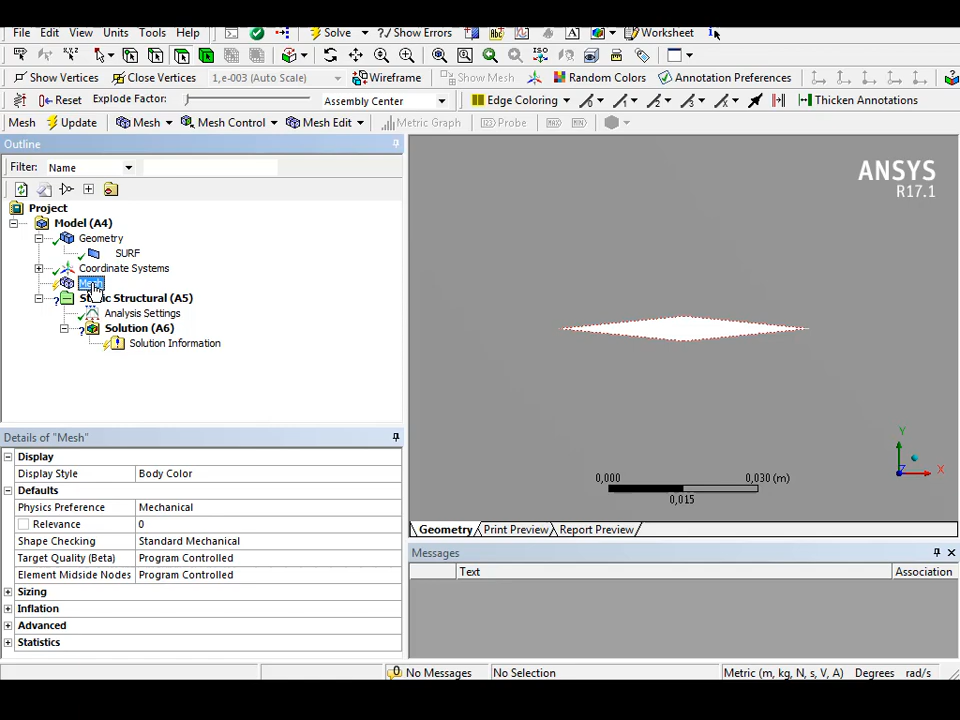 File Edit View Units Tools Help Solve ? Show Errors Worksheet i
Show Vertices Close Vertices 1,e-003 (Auto Scale) Wireframe Show Mesh Random Colors Annotation Preferences
Reset Explode Factor: Assembly Center Edge Coloring Thicken Annotations
Mesh Update Mesh Mesh Control Mesh Edit Metric Graph Probe MAX MIN
Outline
Filter: Name
Project
Model (A4)
Geometry
SURF
Coordinate Systems
Mesh
Static Structural (A5)
Analysis Settings
Solution (A6)
Solution Information
Details of "Mesh"
Display
Display Style Body Color
Defaults
Physics Preference Mechanical
Relevance 0
Shape Checking Standard Mechanical
Target Quality (Beta) Program Controlled
Element Midside Nodes Program Controlled
Sizing
Inflation
Advanced
Statistics
ANSYS
R17.1
Y
X
Z
0,000 0,030 (m)
0,015
Geometry Print Preview Report Preview
Messages
Text Association
0 No Messages No Selection Metric (m, kg, N, s, V, A) Degrees rad/s